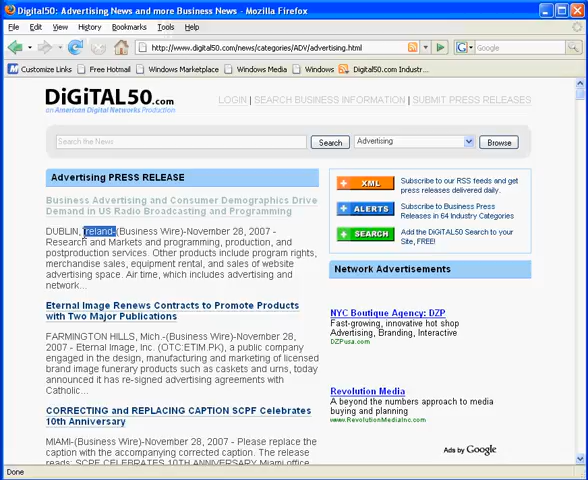 Digital50: Advertising News and more Business News - Mozilla Firefox
File Edit View History Bookmarks Tools Help
http://www.digital50.com/news/categories/ADV/advertising.html
Google
Customize Links Free Hotmail Windows Marketplace Windows Media Windows Digital50.com Industr...
DiGiTAL50.com
an American Digital Networks Production
LOGIN | SEARCH BUSINESS INFORMATION | SUBMIT PRESS RELEASES
Search the News Search Advertising Browse
Advertising PRESS RELEASE
Business Advertising and Consumer Demographics Drive
Demand in US Radio Broadcasting and Programming
DUBLIN, Ireland-(Business Wire)-November 28, 2007 -
Research and Markets and programming, production, and
postproduction services. Other products include program rights,
merchandise sales, equipment rental, and sales of website
advertising space. Air time, which includes advertising and
network...
Eternal Image Renews Contracts to Promote Products
with Two Major Publications
FARMINGTON HILLS, Mich.-(Business Wire)-November
28, 2007 - Eternal Image, Inc. (OTC:ETIM.PK), a public company
engaged in the design, manufacturing and marketing of licensed
brand image funerary products such as caskets and urns, today
announced it has re-signed advertising agreements with
Catholic...
CORRECTING and REPLACING CAPTION SCPF Celebrates
10th Anniversary
MIAMI-(Business Wire)-November 28, 2007 - Please replace the
caption with the accompanying corrected caption. The release
reads: SCPF CELEBRATES 10TH ANNIVERSARY Miami office
XML
Subscribe to our RSS feeds and get
press releases delivered daily.
ALERTS
Subscribe to Business Press
Releases in 64 Industry Categories
SEARCH
Add the DiGiTAL50 Search to your
Site, FREE!
Network Advertisements
NYC Boutique Agency: DZP
Fast-growing, innovative hot shop
Advertising, Branding, Interactive
DZPusa.com
Revolution Media
A beyond the numbers approach to media
buying and planning
www.RevolutionMediaInc.com
Ads by Google
Done